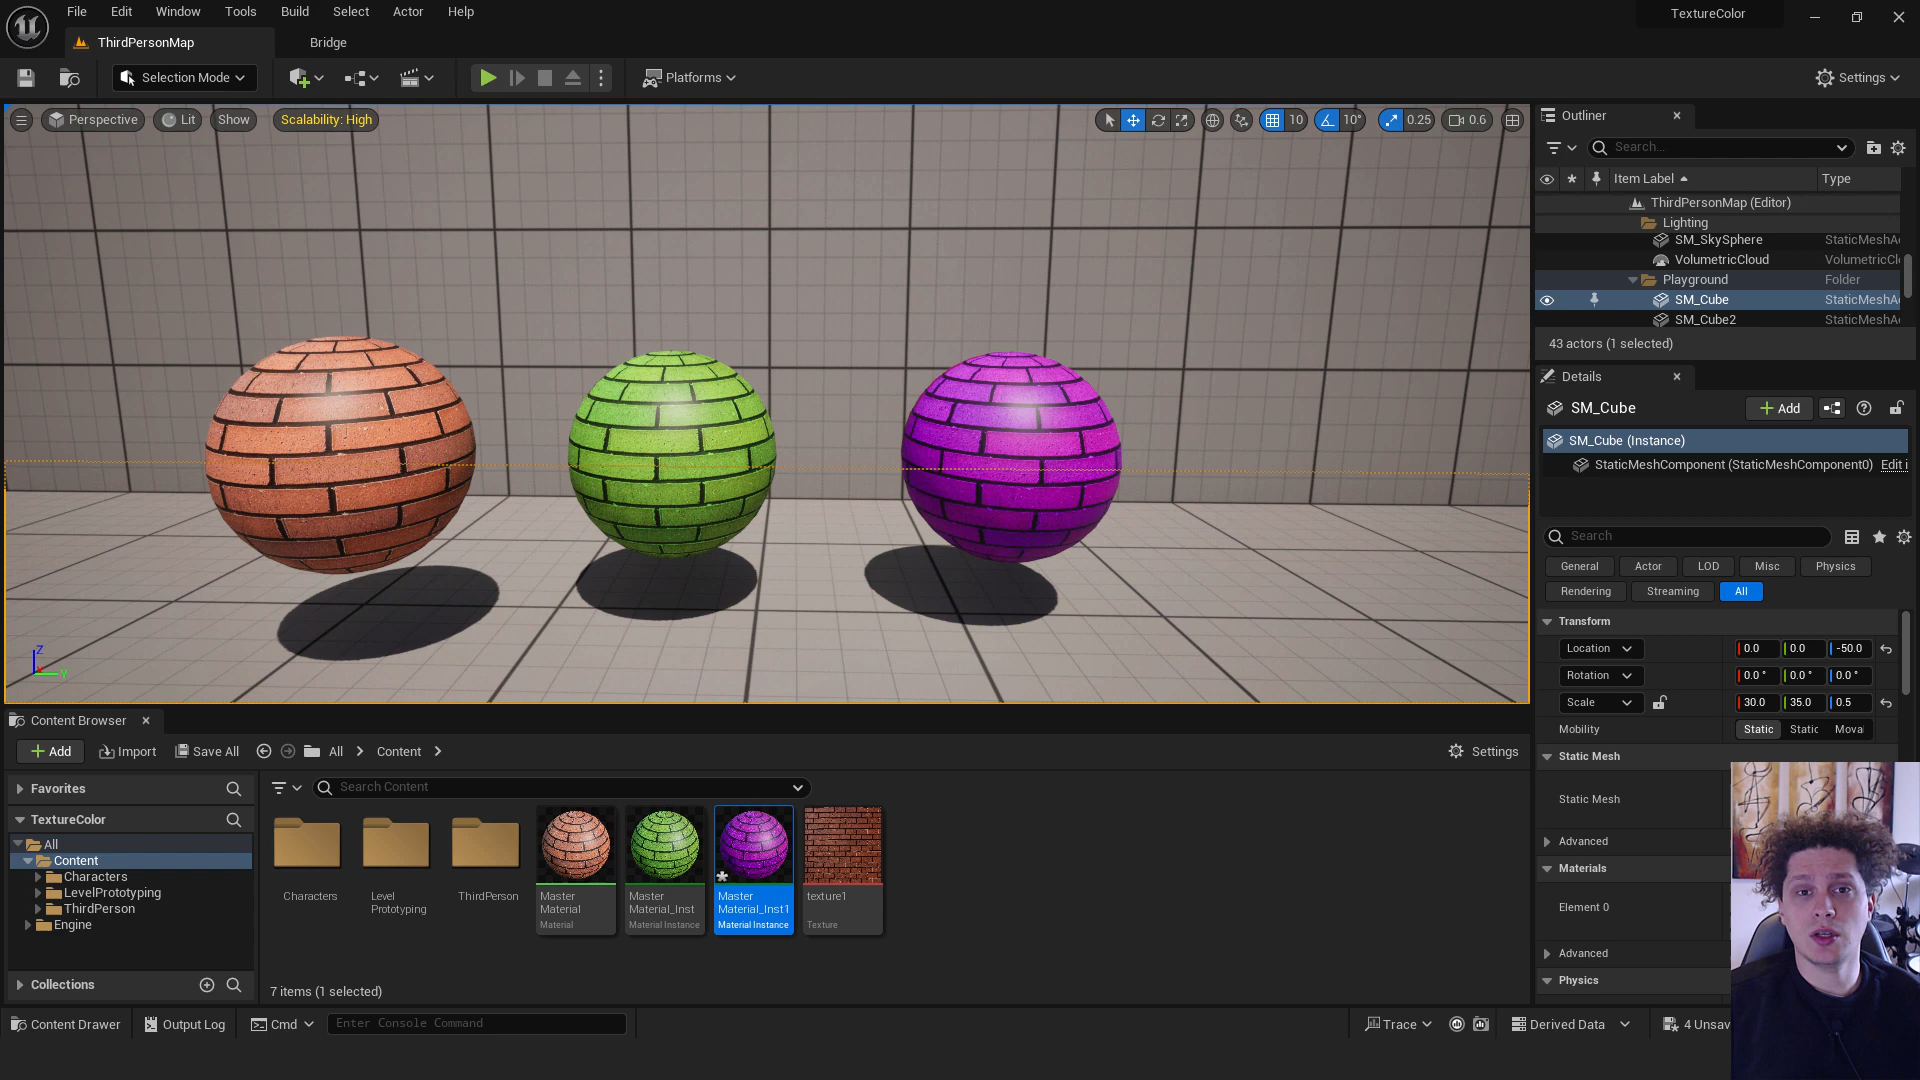 File Edit Window Tools Build Select Actor Help
TextureColor
ThirdPersonMap
Bridge
Selection Mode
Platforms
Settings
Perspective
Lit
Show
Scalability: High
10
10°
0.25
0.6
Outliner
Search...
Item Label
Type
ThirdPersonMap (Editor)
Lighting
SM_SkySphere StaticMeshA
VolumetricCloud VolumetricCl
Playground Folder
SM_Cube StaticMeshA
SM_Cube2 StaticMeshA
43 actors (1 selected)
Details
SM_Cube
Add
SM_Cube (Instance)
StaticMeshComponent (StaticMeshComponent0) Edit i
Search
General Actor LOD Misc Physics
Rendering Streaming All
Transform
Location 0.0 0.0 -50.0
Rotation 0.0 ° 0.0 ° 0.0 °
Scale 30.0 35.0 0.5
Mobility Static Static Moval
Static Mesh
Static Mesh
Advanced
Materials
Element 0
Advanced
Physics
Z
Y
Content Browser
Add
Import
Save All
All
Content
Settings
Favorites
Search Content
TextureColor
All
Content
Characters
LevelPrototyping
ThirdPerson
Engine
Collections
Characters
Level
Prototyping
ThirdPerson
Master
Material
Material
Master
Material_Inst
Material Instance
Master
Material_Inst1
Material Instance
texture1
Texture
7 items (1 selected)
Content Drawer
Output Log
Cmd
Enter Console Command
Trace
Derived Data
4 Unsav